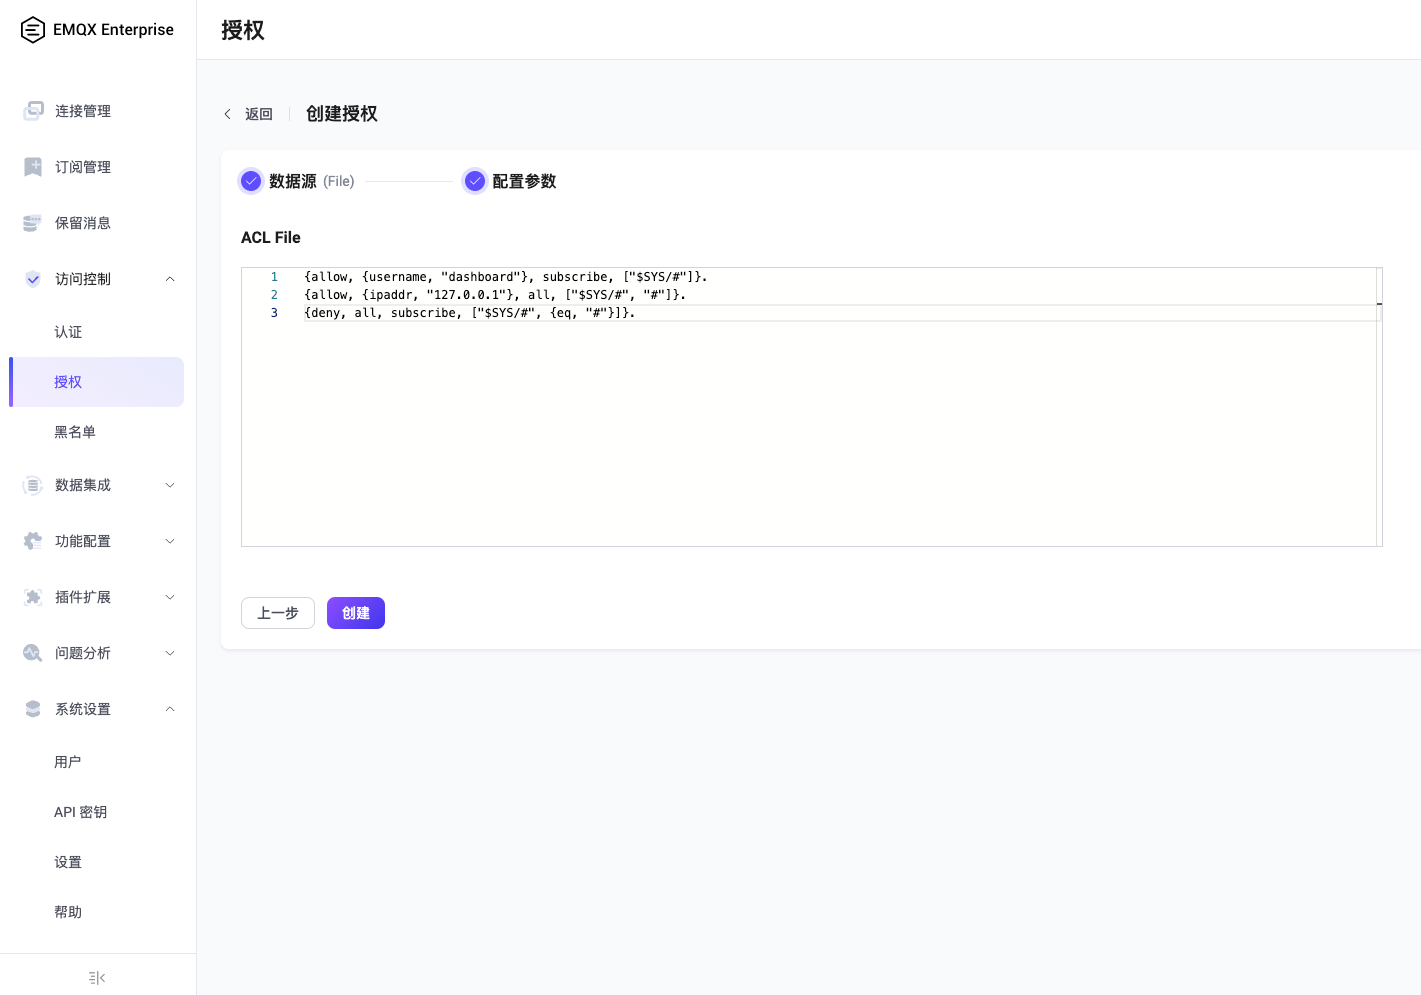 EMQX Enterprise
授权
连接管理
订阅管理
保留消息
访问控制
认证
授权
黑名单
数据集成
功能配置
插件扩展
问题分析
系统设置
用户
API 密钥
设置
帮助
返回
创建授权
数据源 (File)
配置参数
ACL File
1 {allow, {username, "dashboard"}, subscribe, ["$SYS/#"]}.
2 {allow, {ipaddr, "127.0.0.1"}, all, ["$SYS/#", "#"]}.
3 {deny, all, subscribe, ["$SYS/#", {eq, "#"}]}.
上一步
创建